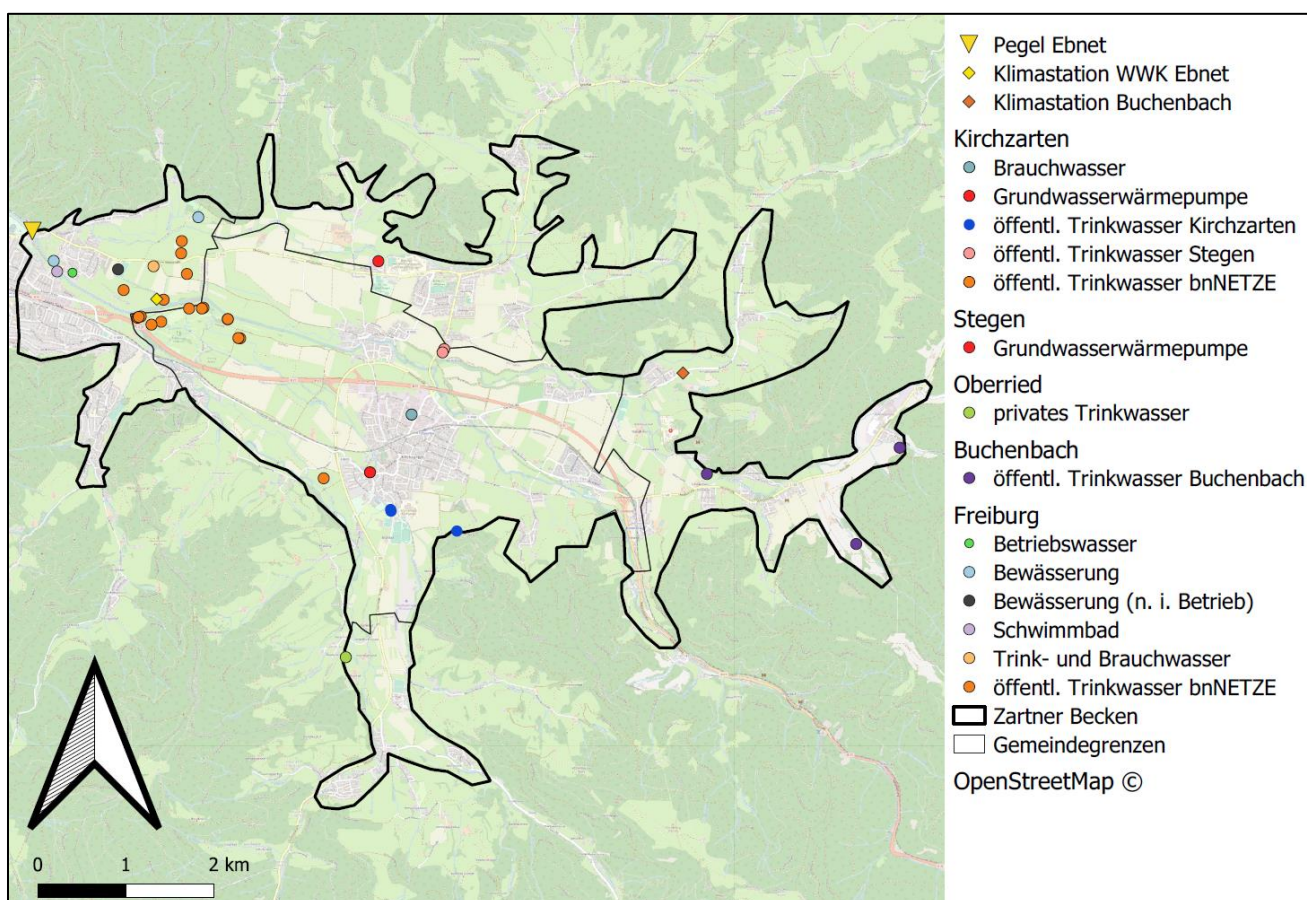 Pegel Ebnet
Klimastation WWK Ebnet
Klimastation Buchenbach
Kirchzarten
Brauchwasser
Grundwasserwärmepumpe
öffentl. Trinkwasser Kirchzarten
öffentl. Trinkwasser Stegen
öffentl. Trinkwasser bnNETZE
Stegen
Grundwasserwärmepumpe
Oberried
privates Trinkwasser
Buchenbach
öffentl. Trinkwasser Buchenbach
Freiburg
Betriebswasser
Bewässerung
Bewässerung (n. i. Betrieb)
Schwimmbad
Trink- und Brauchwasser
öffentl. Trinkwasser bnNETZE
Zartner Becken
Gemeindegrenzen
OpenStreetMap ©
0 1 2 km